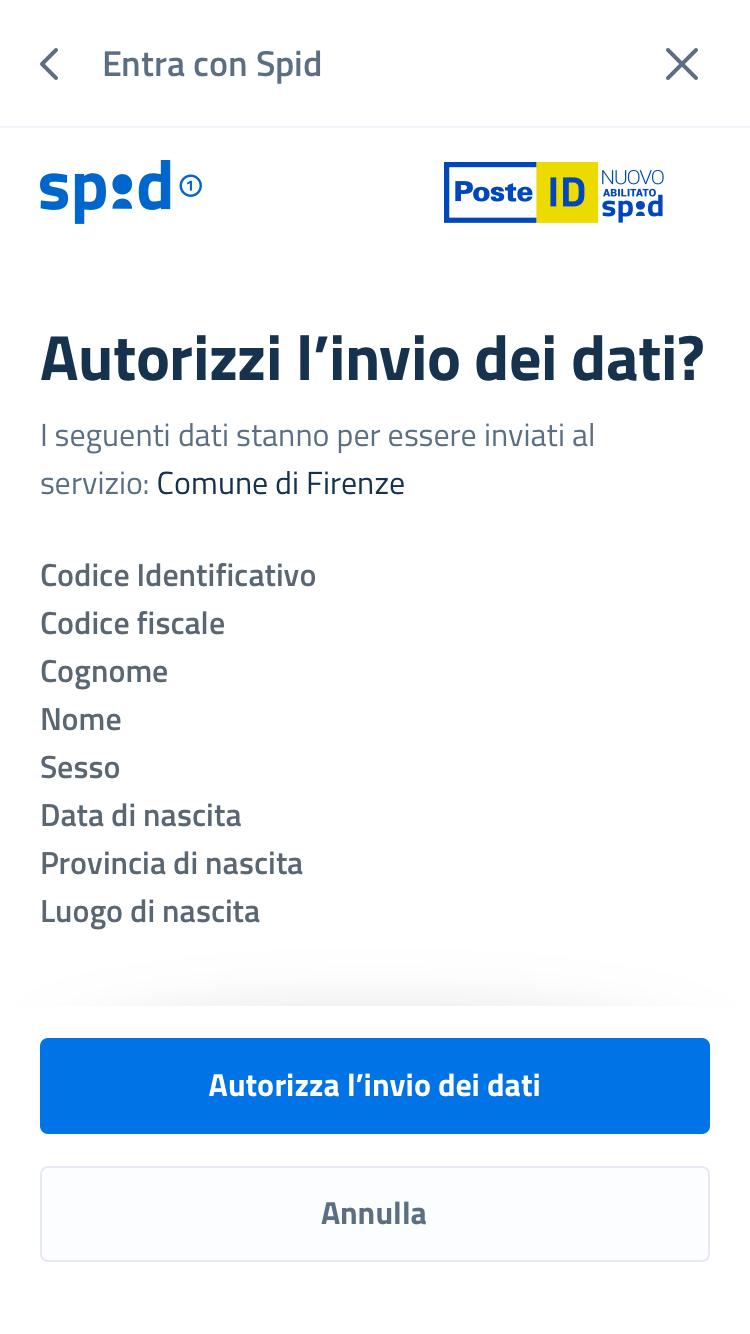 Entra con Spid
spid 1
Poste ID NUOVO
ABILITATO
spid
Autorizzi l’invio dei dati?
I seguenti dati stanno per essere inviati al
servizio: Comune di Firenze
Codice Identificativo
Codice fiscale
Cognome
Nome
Sesso
Data di nascita
Provincia di nascita
Luogo di nascita
Autorizza l’invio dei dati
Annulla